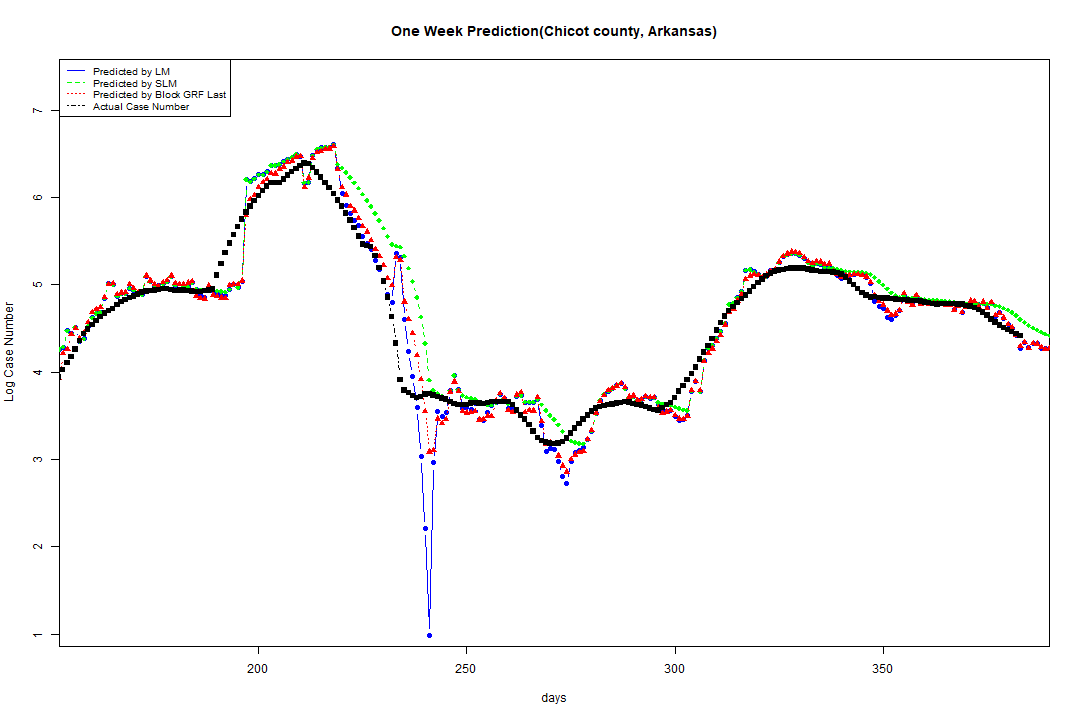 One Week Prediction(Chicot county, Arkansas)
Predicted by LM
Predicted by SLM
Predicted by Block GRF Last
Actual Case Number
7
6
5
4
3
2
1
Log Case Number
200 250 300 350
days